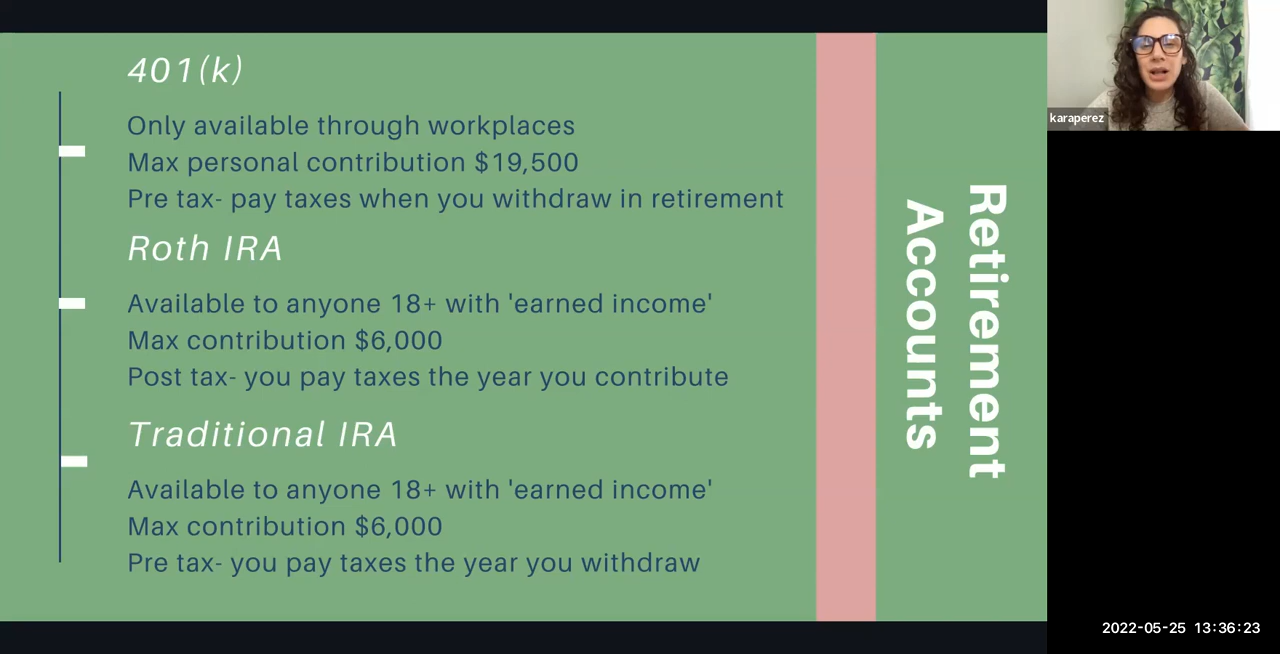 401(k)
Only available through workplaces
Max personal contribution $19,500
Pre tax- pay taxes when you withdraw in retirement
Roth IRA
Available to anyone 18+ with 'earned income'
Max contribution $6,000
Post tax- you pay taxes the year you contribute
Traditional IRA
Available to anyone 18+ with 'earned income'
Max contribution $6,000
Pre tax- you pay taxes the year you withdraw
Retirement
Accounts
karaperez
2022-05-25 13:36:23